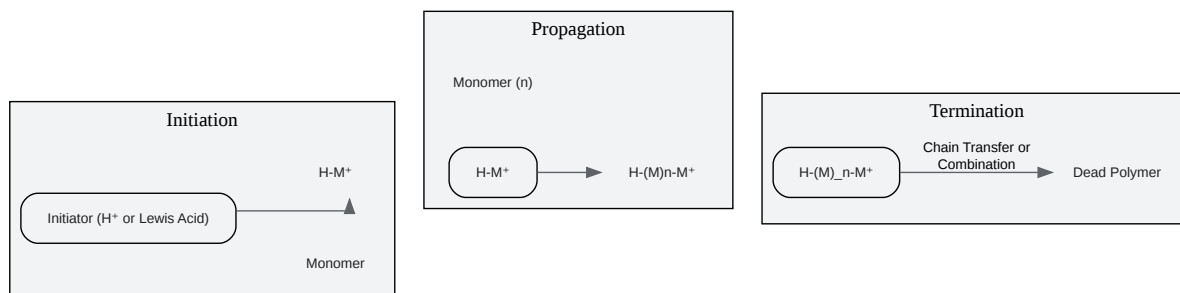 Initiation
H-M⁺
Initiator (H⁺ or Lewis Acid)
Monomer
Propagation
Monomer (n)
H-M⁺
H-(M)n-M⁺
Termination
H-(M)_n-M⁺
Chain Transfer or
Combination
Dead Polymer